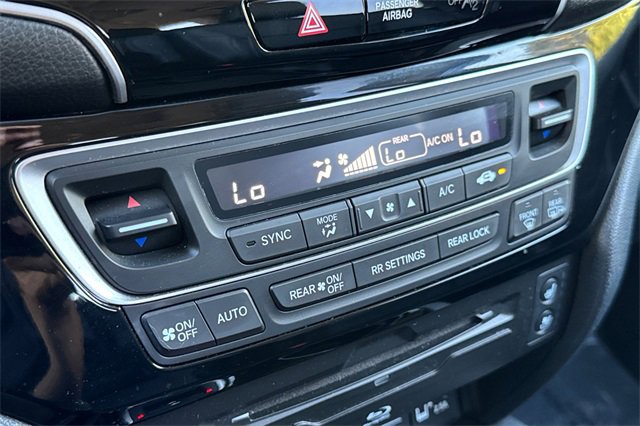 OFF
PASSENGER
AIRBAG
REAR
Lo
Lo
A/C ON
Lo
SYNC
MODE
A/C
FRONT
REAR
REAR ON/OFF
RR SETTINGS
REAR LOCK
ON/OFF
AUTO